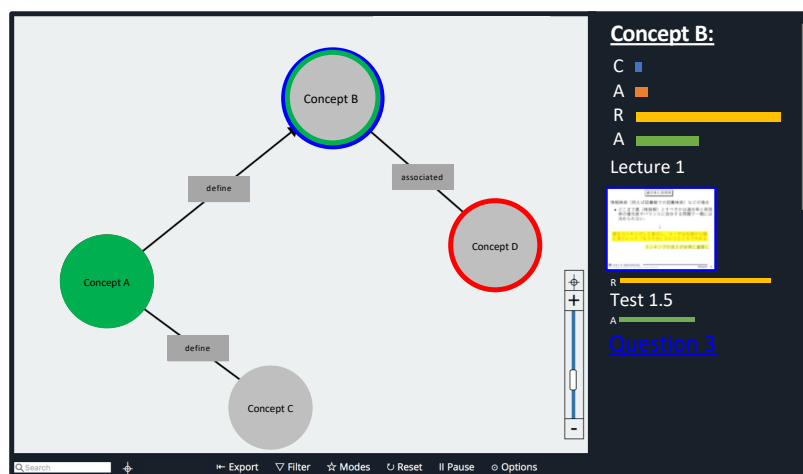 Concept B:
C
A
R
A
Lecture 1
R
Test 1.5
A
Question 3
Concept B
define
associated
Concept D
Concept A
define
Concept C
+
-
Search
Export
Filter
Modes
Reset
Pause
Options